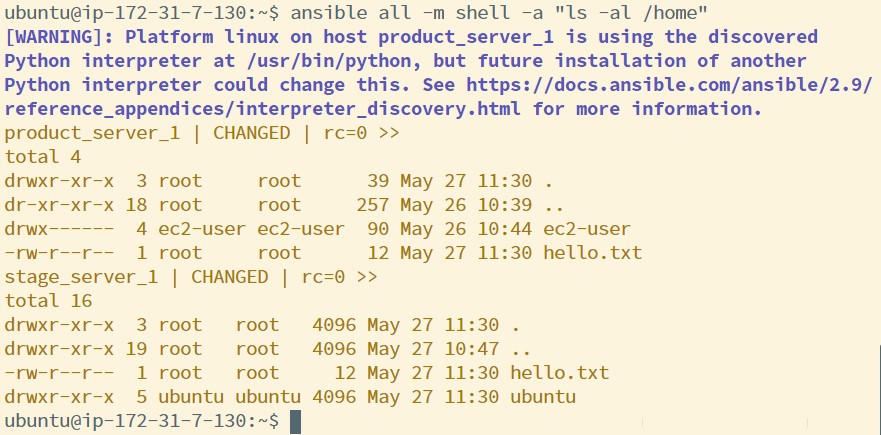 ubuntu@ip-172-31-7-130:~$ ansible all -m shell -a "ls -al /home"
[WARNING]: Platform linux on host product_server_1 is using the discovered
Python interpreter at /usr/bin/python, but future installation of another
Python interpreter could change this. See https://docs.ansible.com/ansible/2.9/
reference_appendices/interpreter_discovery.html for more information.
product_server_1 | CHANGED | rc=0 >>
total 4
drwxr-xr-x  3 root     root      39 May 27 11:30 .
dr-xr-xr-x 18 root     root     257 May 26 10:39 ..
drwx------  4 ec2-user ec2-user  90 May 26 10:44 ec2-user
-rw-r--r--  1 root     root      12 May 27 11:30 hello.txt
stage_server_1 | CHANGED | rc=0 >>
total 16
drwxr-xr-x  3 root   root   4096 May 27 11:30 .
drwxr-xr-x 19 root   root   4096 May 27 10:47 ..
-rw-r--r--  1 root   root     12 May 27 11:30 hello.txt
drwxr-xr-x  5 ubuntu ubuntu 4096 May 27 11:30 ubuntu
ubuntu@ip-172-31-7-130:~$